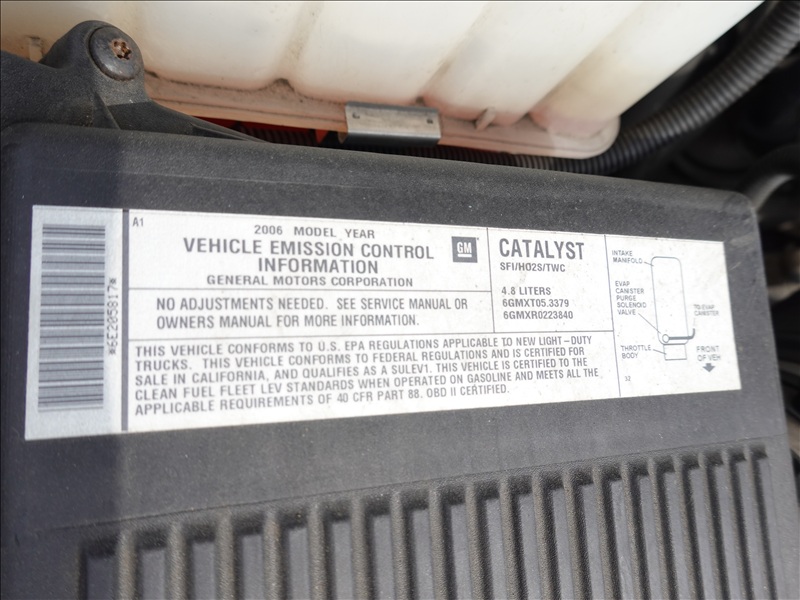 A1
2006 MODEL YEAR
VEHICLE EMISSION CONTROL
INFORMATION
GENERAL MOTORS CORPORATION
GM
NO ADJUSTMENTS NEEDED. SEE SERVICE MANUAL OR
OWNERS MANUAL FOR MORE INFORMATION.
CATALYST
SFI/HO2S/TWC
4.8 LITERS
6GMXT05.3379
6GMXR0223840
THIS VEHICLE CONFORMS TO U.S. EPA REGULATIONS APPLICABLE TO NEW LIGHT-DUTY
TRUCKS. THIS VEHICLE CONFORMS TO FEDERAL REGULATIONS AND IS CERTIFIED FOR
SALE IN CALIFORNIA, AND QUALIFIES AS A SULEV1. THIS VEHICLE IS CERTIFIED TO THE
CLEAN FUEL FLEET LEV STANDARDS WHEN OPERATED ON GASOLINE AND MEETS ALL THE
APPLICABLE REQUIREMENTS OF 40 CFR PART 88. OBD II CERTIFIED.
INTAKE
MANIFOLD
EVAP
CANISTER
PURGE
SOLENOID
VALVE
TO EVAP
CANISTER
THROTTLE
BODY
FRONT
OF VEH
32
*6E205817*